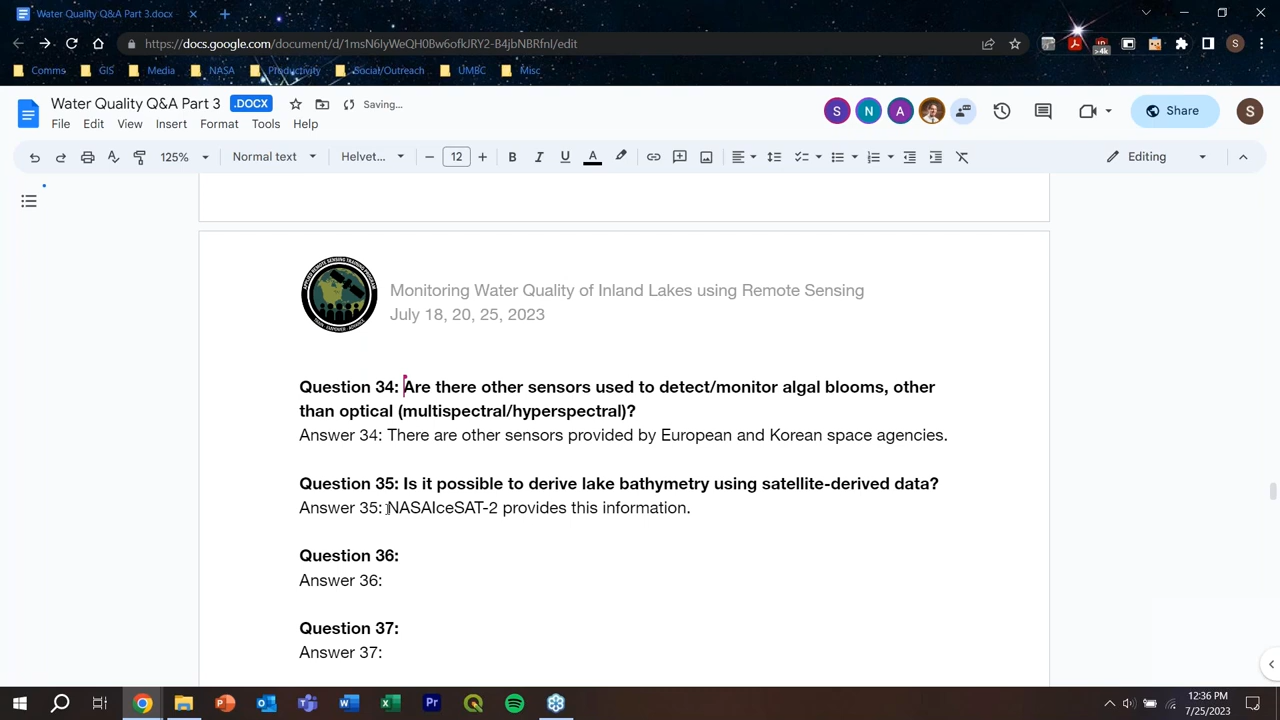 Water Quality Q&A Part 3.docx
https://docs.google.com/document/d/1msN6lyWeQH0Bw6ofkJRY2-B4jbNBRfnI/edit
>4k
S
Comms GIS Media NASA Productivity Social/Outreach UMBC Misc
Water Quality Q&A Part 3 .DOCX Saving...
S N A Share S
File Edit View Insert Format Tools Help
125% Normal text Helvet... 12 B I U A Editing
Monitoring Water Quality of Inland Lakes using Remote Sensing
July 18, 20, 25, 2023
Question 34: Are there other sensors used to detect/monitor algal blooms, other
than optical (multispectral/hyperspectral)?
Answer 34: There are other sensors provided by European and Korean space agencies.
Question 35: Is it possible to derive lake bathymetry using satellite-derived data?
Answer 35: NASAIceSAT-2 provides this information.
Question 36:
Answer 36:
Question 37:
Answer 37:
12:36 PM
7/25/2023